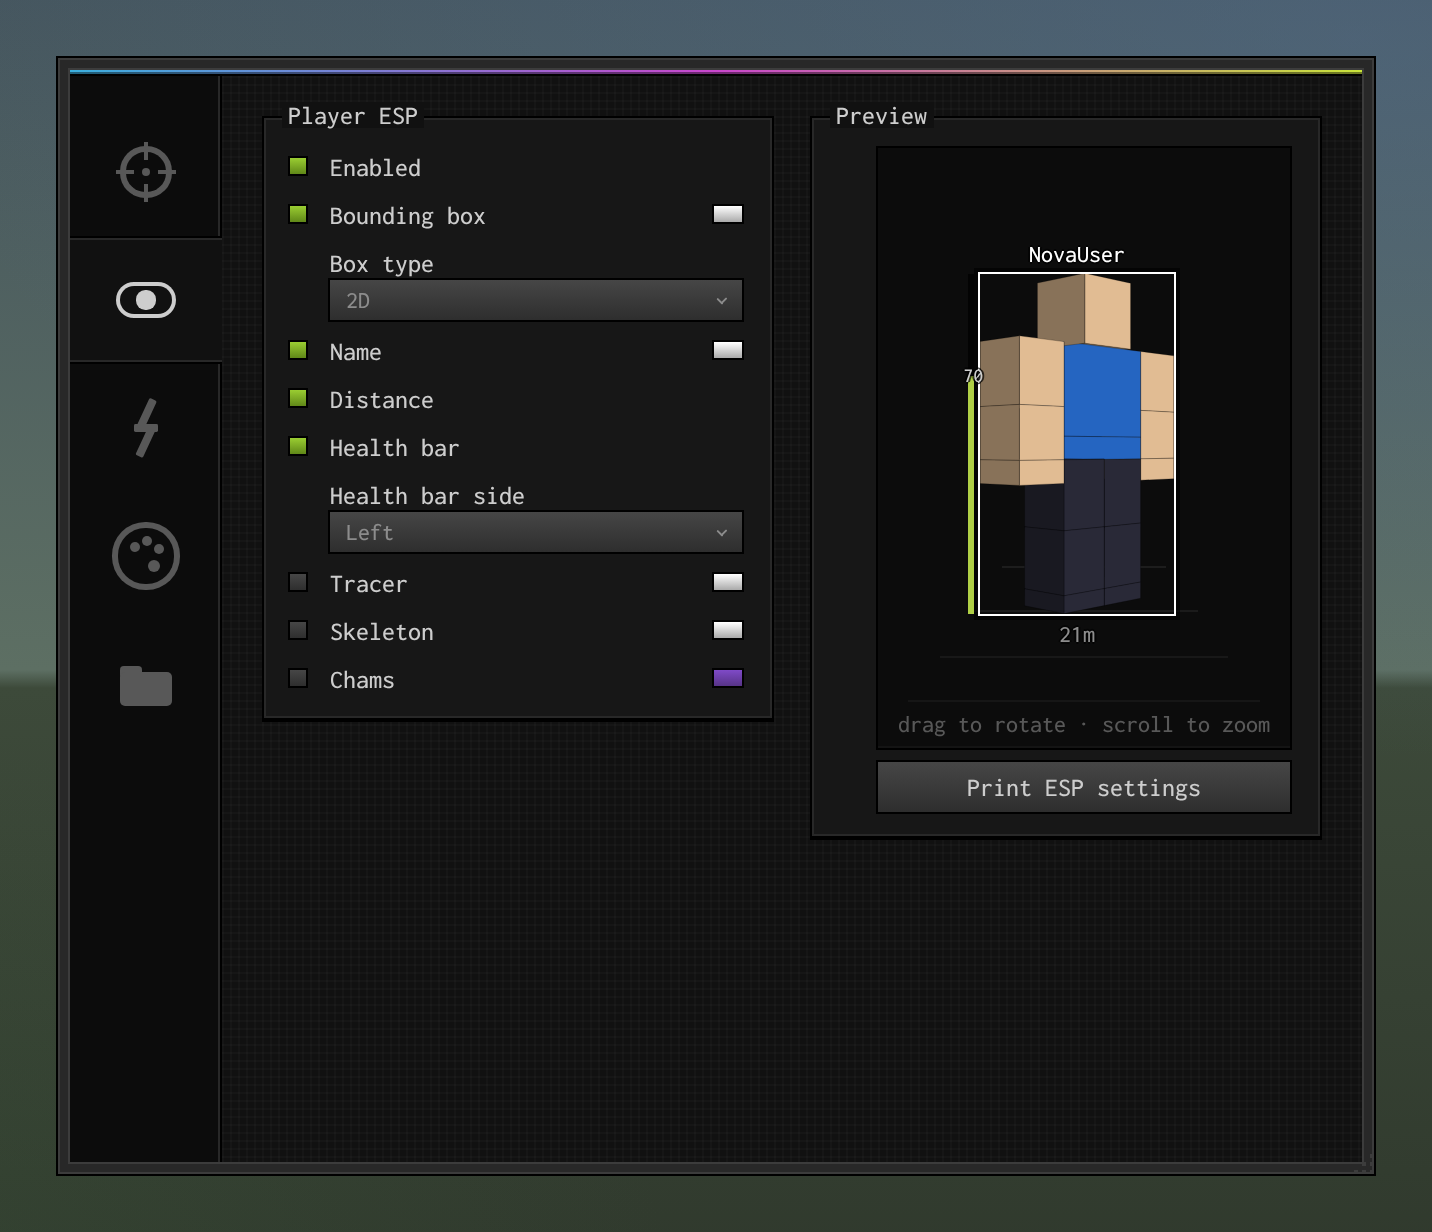 Player ESP
Enabled
Bounding box
Box type
2D
Name
Distance
Health bar
Health bar side
Left
Tracer
Skeleton
Chams
Preview
NovaUser
70
21m
drag to rotate · scroll to zoom
Print ESP settings